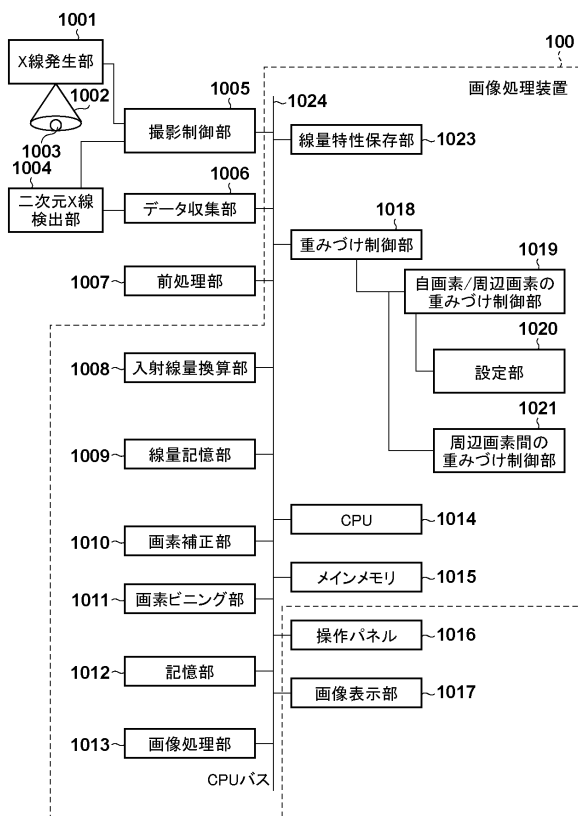 1001
X線発生部
1002
1003
1004
二次元X線
検出部
1005
撮影制御部
1006
データ収集部
1007
前処理部
1008
入射線量換算部
1009
線量記憶部
1010
画素補正部
1011
画素ビニング部
1012
記憶部
1013
画像処理部
CPUバス
100
画像処理装置
1024
線量特性保存部
1023
1018
重みづけ制御部
1019
自画素/周辺画素の
重みづけ制御部
1020
設定部
1021
周辺画素間の
重みづけ制御部
CPU
1014
メインメモリ
1015
操作パネル
1016
画像表示部
1017